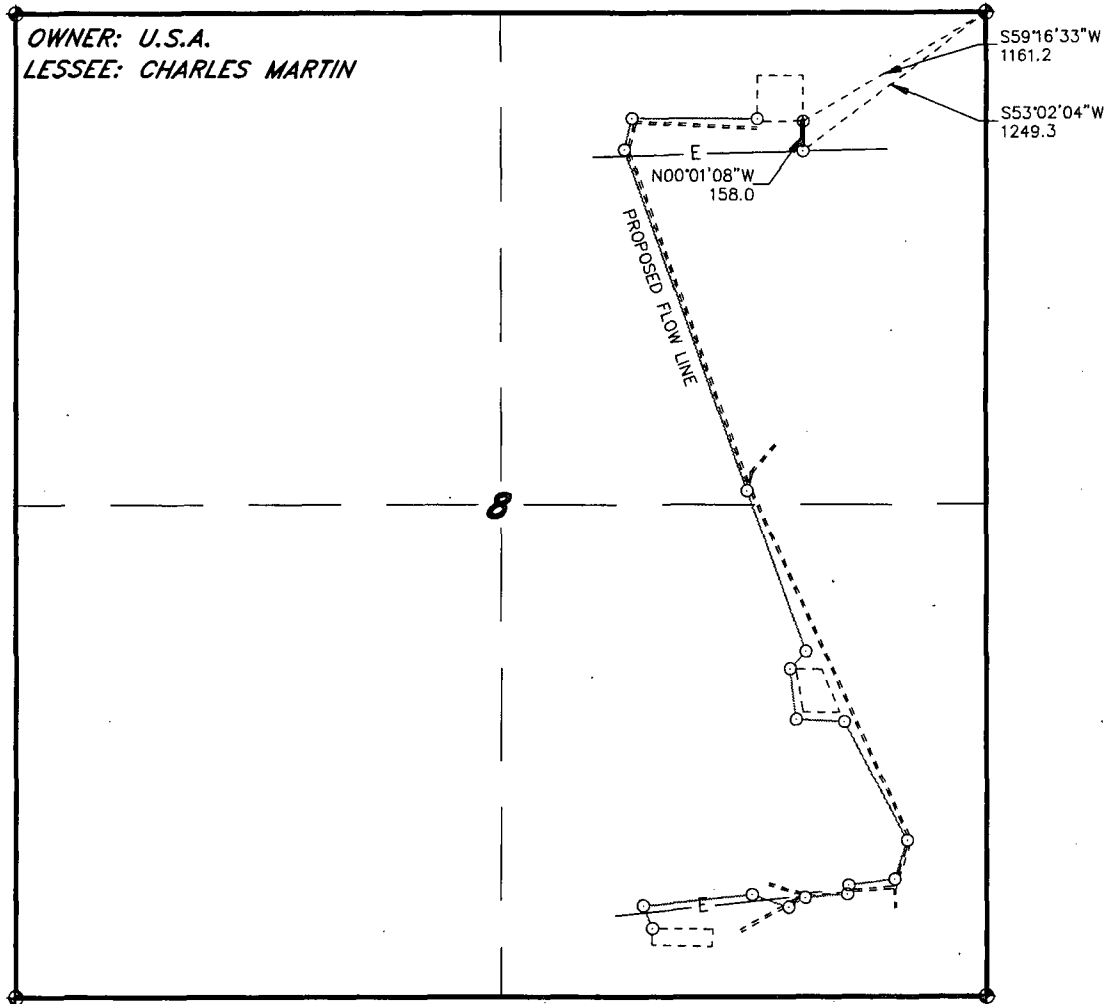 OWNER: U.S.A.
LESSEE: CHARLES MARTIN
S59°16'33"W
1161.2
S53°02'04"W
1249.3
E
N00°01'08"W
158.0
PROPOSED FLOW LINE
8
E